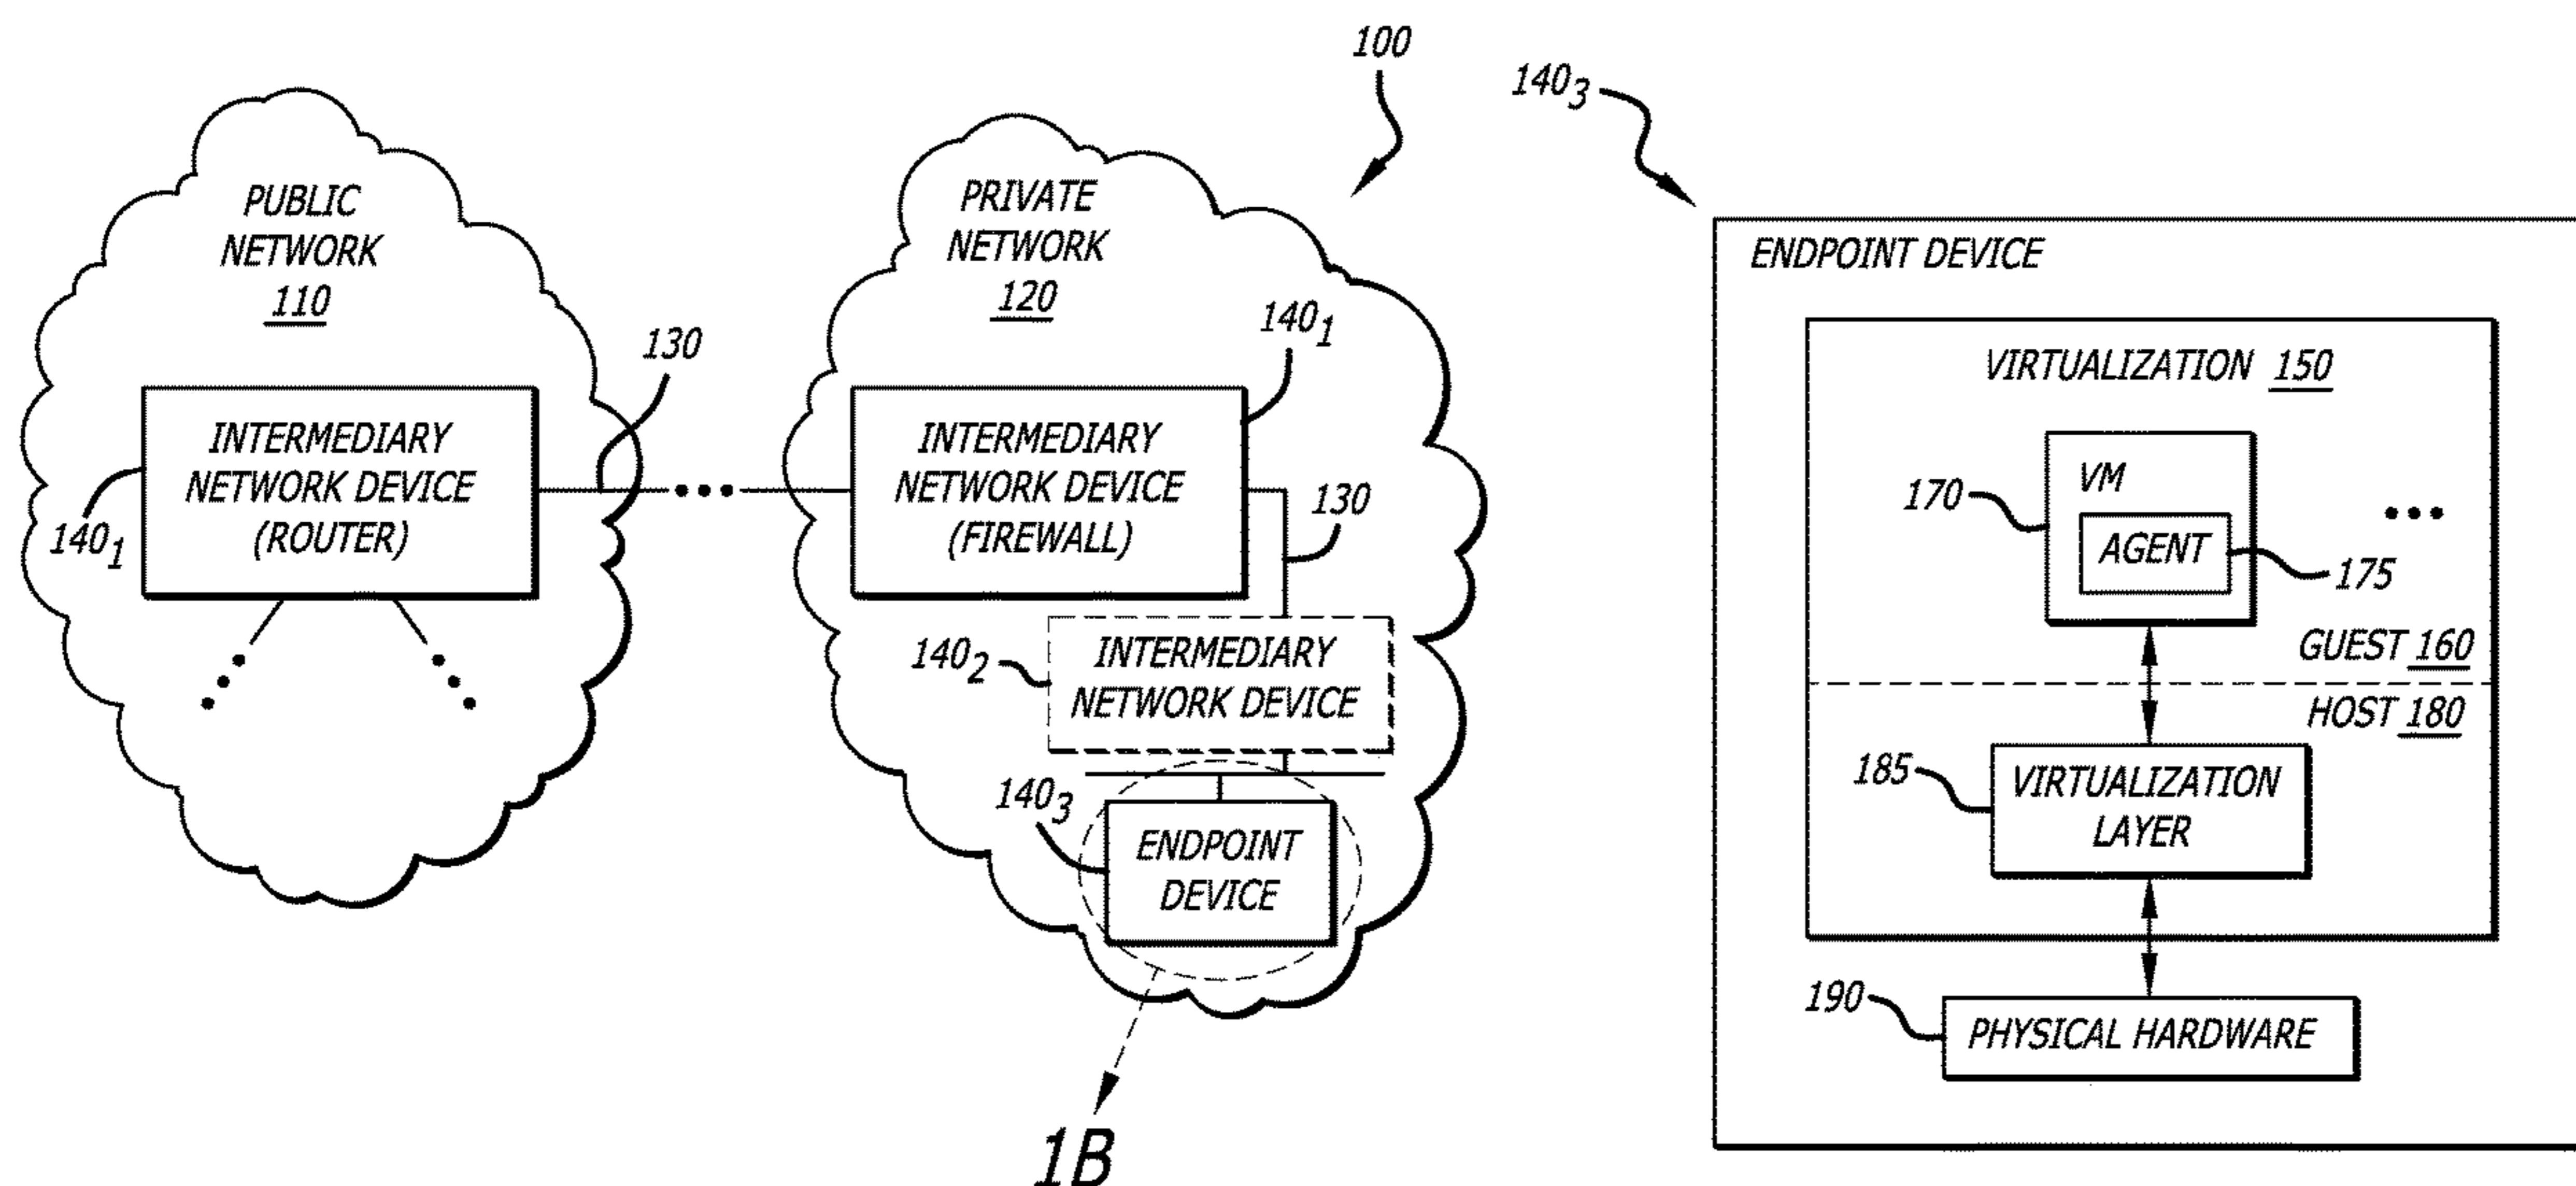 100
140₃
PUBLIC
NETWORK
110
130
INTERMEDIARY
NETWORK DEVICE
(ROUTER)
140₁
PRIVATE
NETWORK
120
140₁
INTERMEDIARY
NETWORK DEVICE
(FIREWALL)
130
140₂
INTERMEDIARY
NETWORK DEVICE
140₃
ENDPOINT
DEVICE
1B
ENDPOINT DEVICE
VIRTUALIZATION 150
170
VM
AGENT
175
GUEST 160
HOST 180
185
VIRTUALIZATION
LAYER
190
PHYSICAL HARDWARE